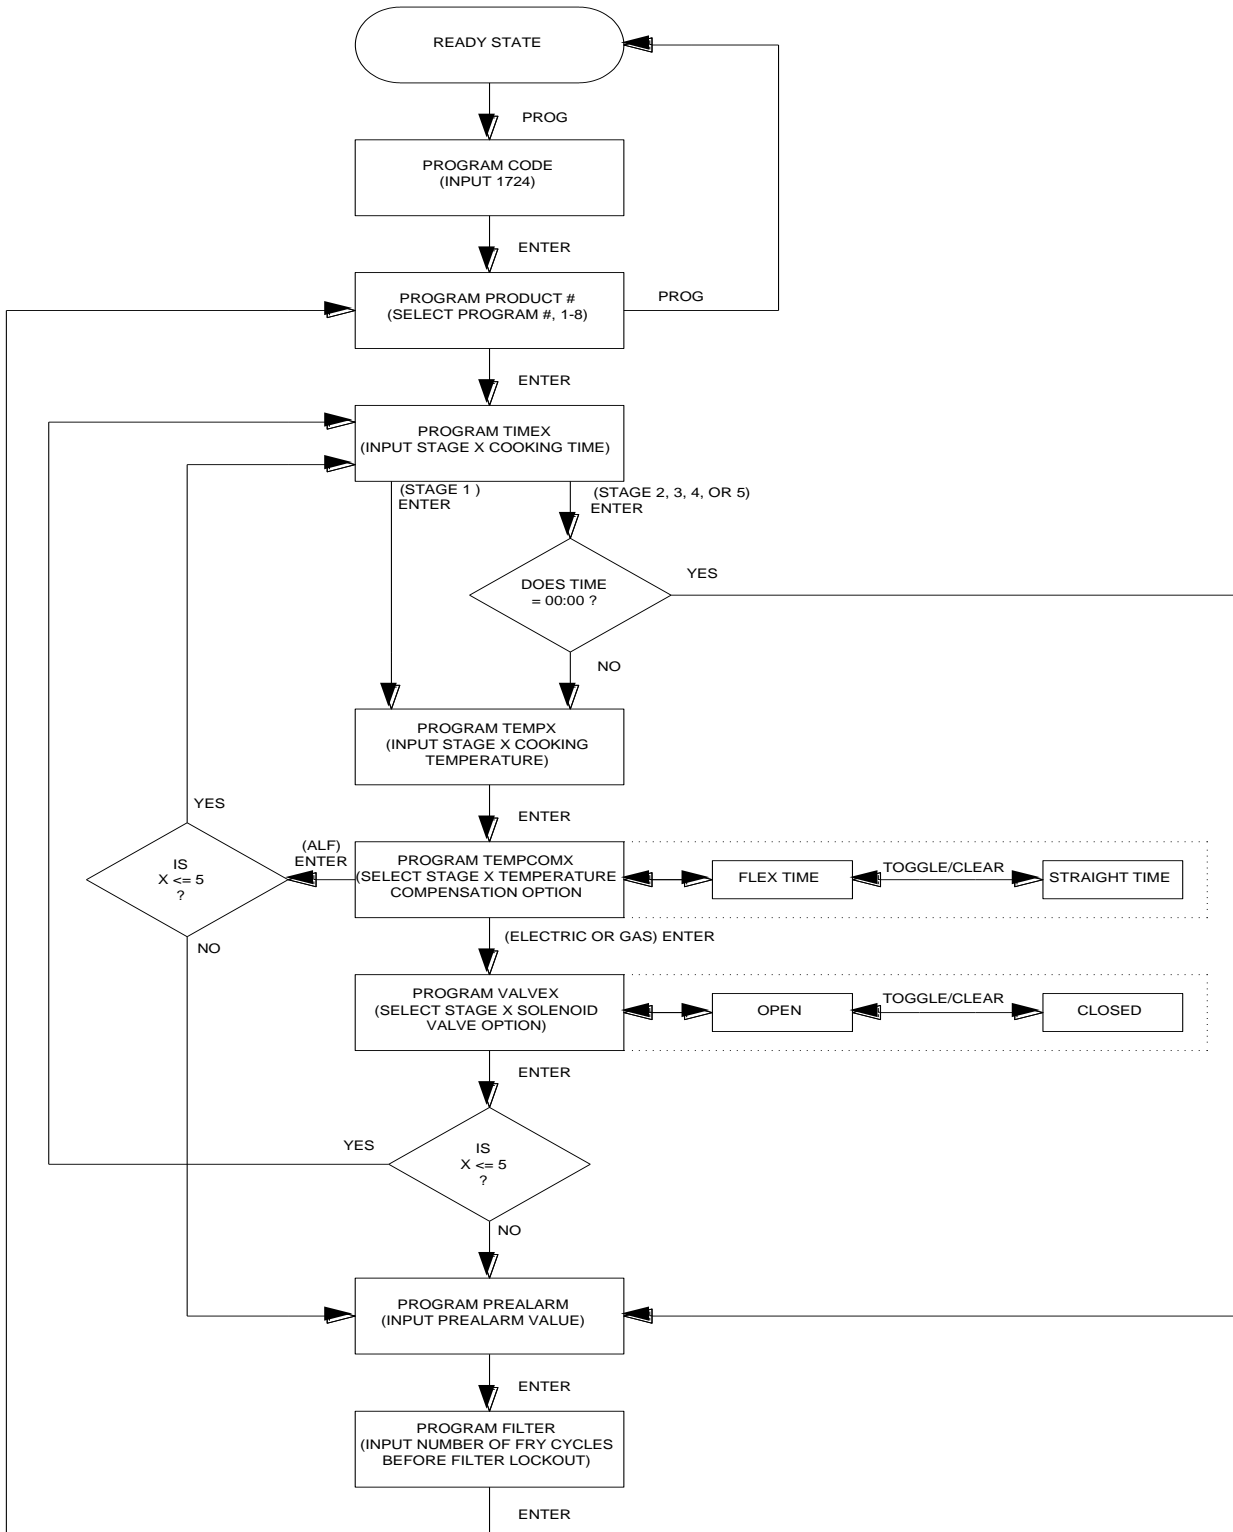 READY STATE
PROG
PROGRAM CODE
(INPUT 1724)
ENTER
PROGRAM PRODUCT #
(SELECT PROGRAM #, 1-8)
PROG
ENTER
PROGRAM TIMEX
(INPUT STAGE X COOKING TIME)
(STAGE 1 )
ENTER
(STAGE 2, 3, 4, OR 5)
ENTER
DOES TIME
= 00:00 ?
YES
NO
PROGRAM TEMPX
(INPUT STAGE X COOKING
TEMPERATURE)
ENTER
YES
IS
X <= 5
?
NO
(ALF)
ENTER
PROGRAM TEMPCOMX
(SELECT STAGE X TEMPERATURE
COMPENSATION OPTION
FLEX TIME
TOGGLE/CLEAR
STRAIGHT TIME
(ELECTRIC OR GAS) ENTER
PROGRAM VALVEX
(SELECT STAGE X SOLENOID
VALVE OPTION)
OPEN
TOGGLE/CLEAR
CLOSED
ENTER
YES
IS
X <= 5
?
NO
PROGRAM PREALARM
(INPUT PREALARM VALUE)
ENTER
PROGRAM FILTER
(INPUT NUMBER OF FRY CYCLES
BEFORE FILTER LOCKOUT)
ENTER